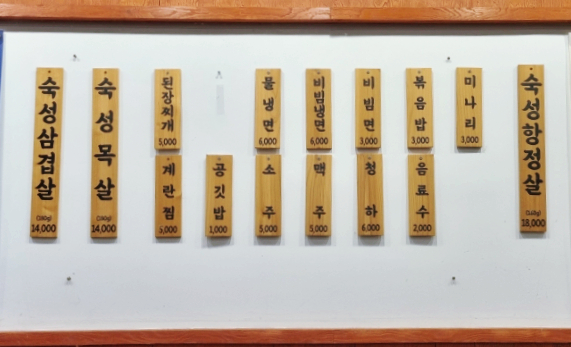 숙성삼겹살
(180g)
14,000
숙성목살
(180g)
14,000
된장찌개
5,000
물냉면
6,000
비빔냉면
6,000
비빔면
3,000
볶음밥
3,000
미나리
3,000
계란찜
5,000
공깃밥
1,000
소주
5,000
맥주
5,000
청하
6,000
음료수
2,000
숙성항정살
18,000